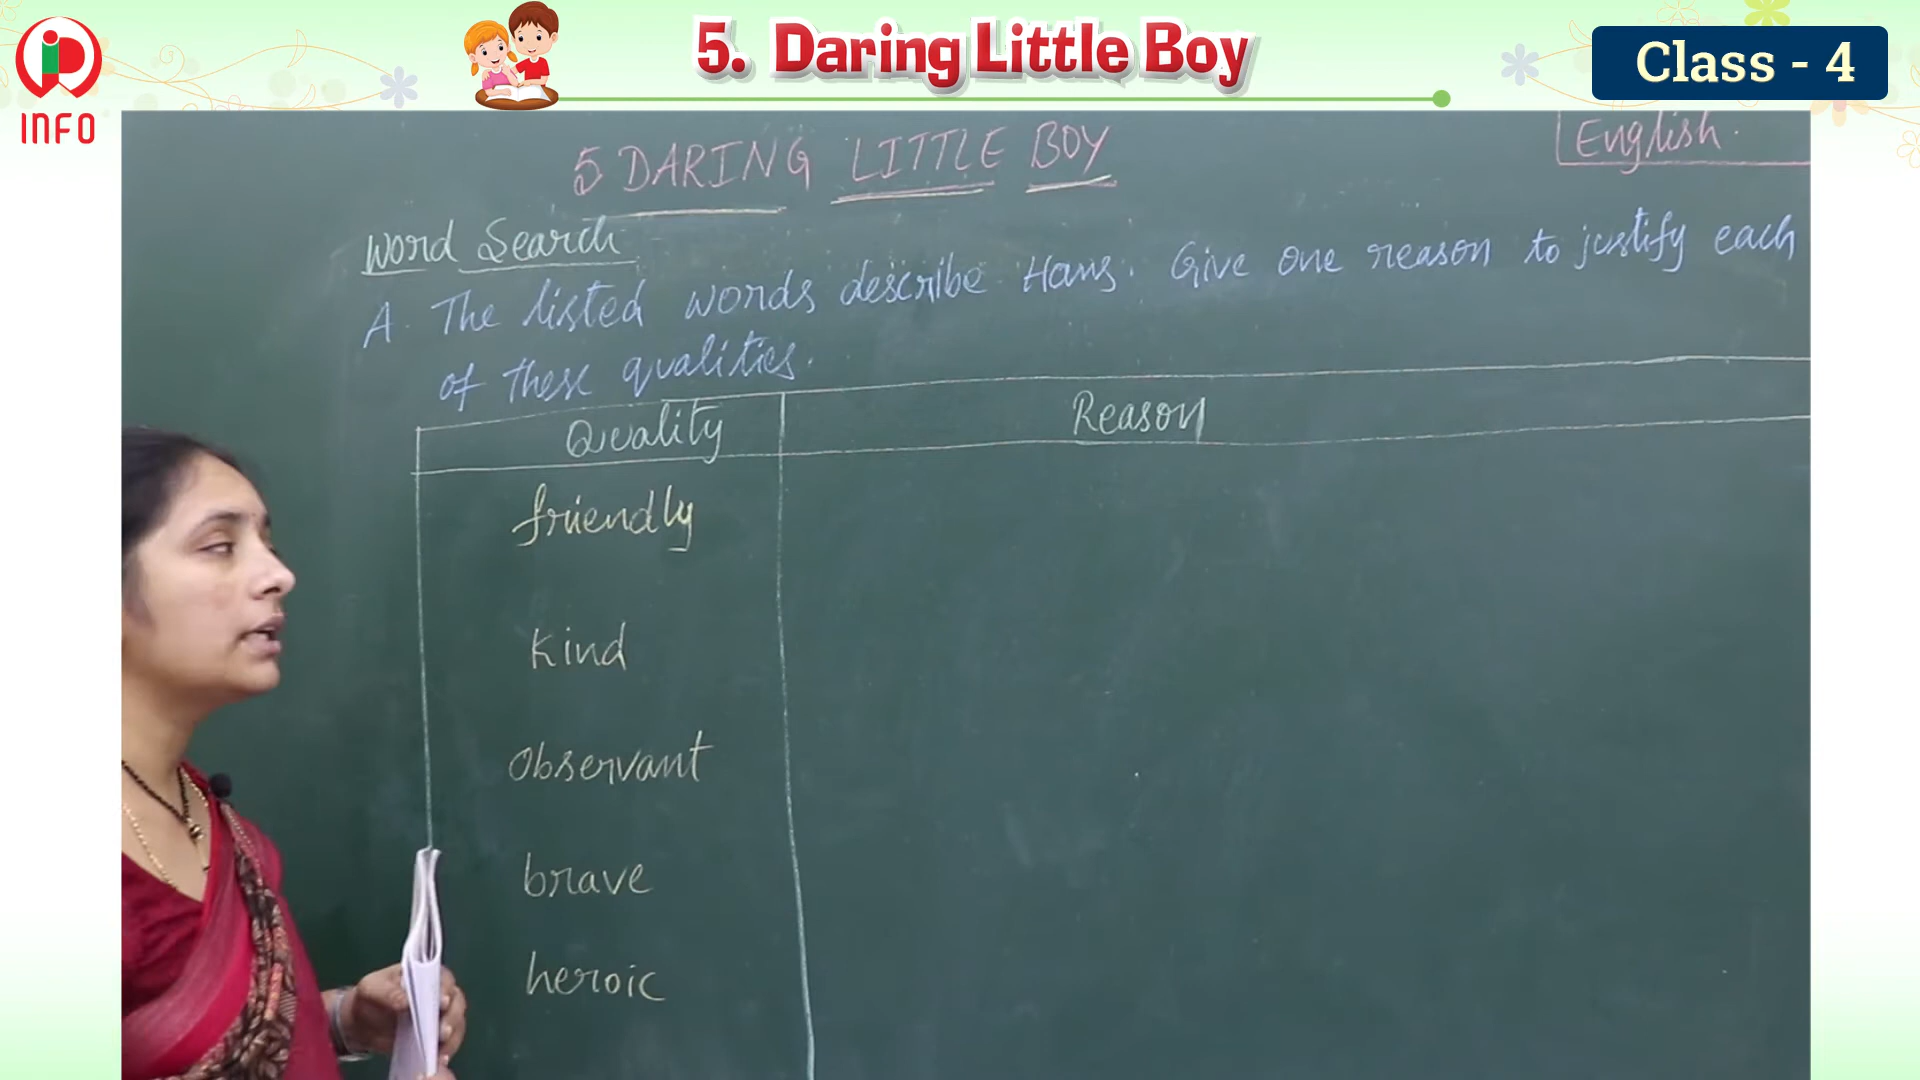 5. Daring Little Boy
Class - 4
INFO
5 DARING LITTLE BOY
English.
Word Search
A. The listed words describe Hans. Give one reason to justify each
of these qualities.
Quality Reason
friendly
kind
observant
brave
heroic